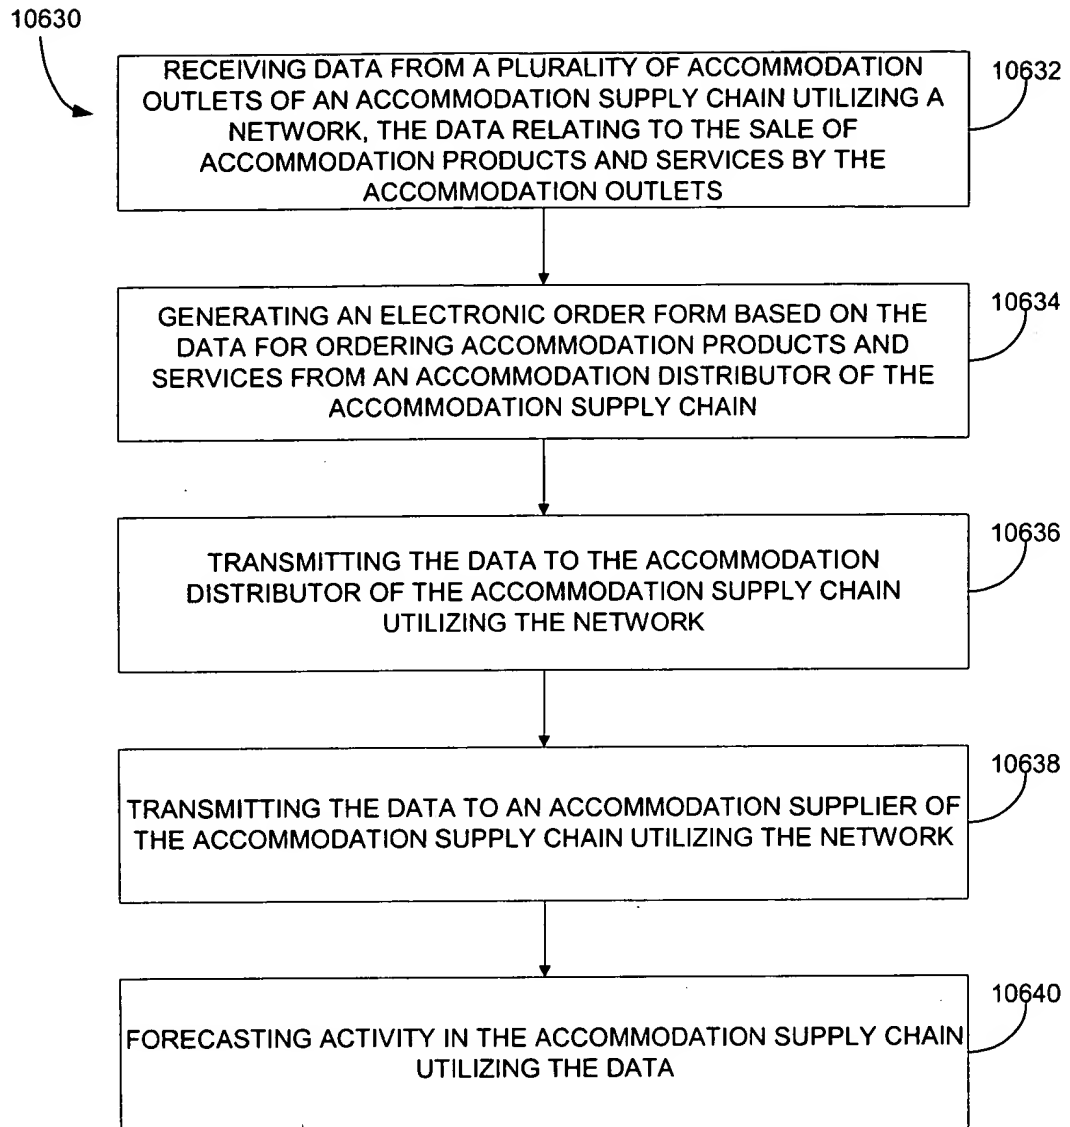 10630
RECEIVING DATA FROM A PLURALITY OF ACCOMMODATION
OUTLETS OF AN ACCOMMODATION SUPPLY CHAIN UTILIZING A
NETWORK, THE DATA RELATING TO THE SALE OF
ACCOMMODATION PRODUCTS AND SERVICES BY THE
ACCOMMODATION OUTLETS
10632
GENERATING AN ELECTRONIC ORDER FORM BASED ON THE
DATA FOR ORDERING ACCOMMODATION PRODUCTS AND
SERVICES FROM AN ACCOMMODATION DISTRIBUTOR OF THE
ACCOMMODATION SUPPLY CHAIN
10634
TRANSMITTING THE DATA TO THE ACCOMMODATION
DISTRIBUTOR OF THE ACCOMMODATION SUPPLY CHAIN
UTILIZING THE NETWORK
10636
TRANSMITTING THE DATA TO AN ACCOMMODATION SUPPLIER OF
THE ACCOMMODATION SUPPLY CHAIN UTILIZING THE NETWORK
10638
FORECASTING ACTIVITY IN THE ACCOMMODATION SUPPLY CHAIN
UTILIZING THE DATA
10640